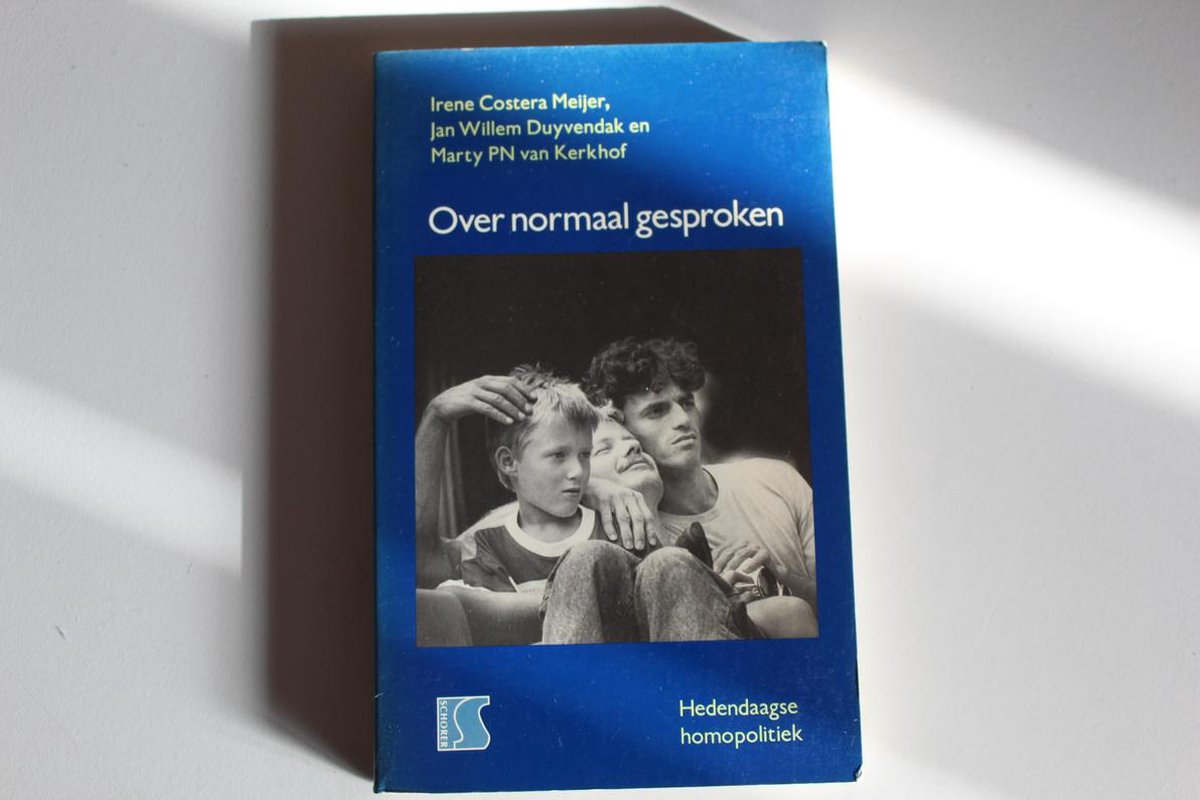 Irene Costera Meijer,
Jan Willem Duyvendak en
Marty PN van Kerkhof
Over normaal gesproken
SCHORER
Hedendaagse
homopolitiek